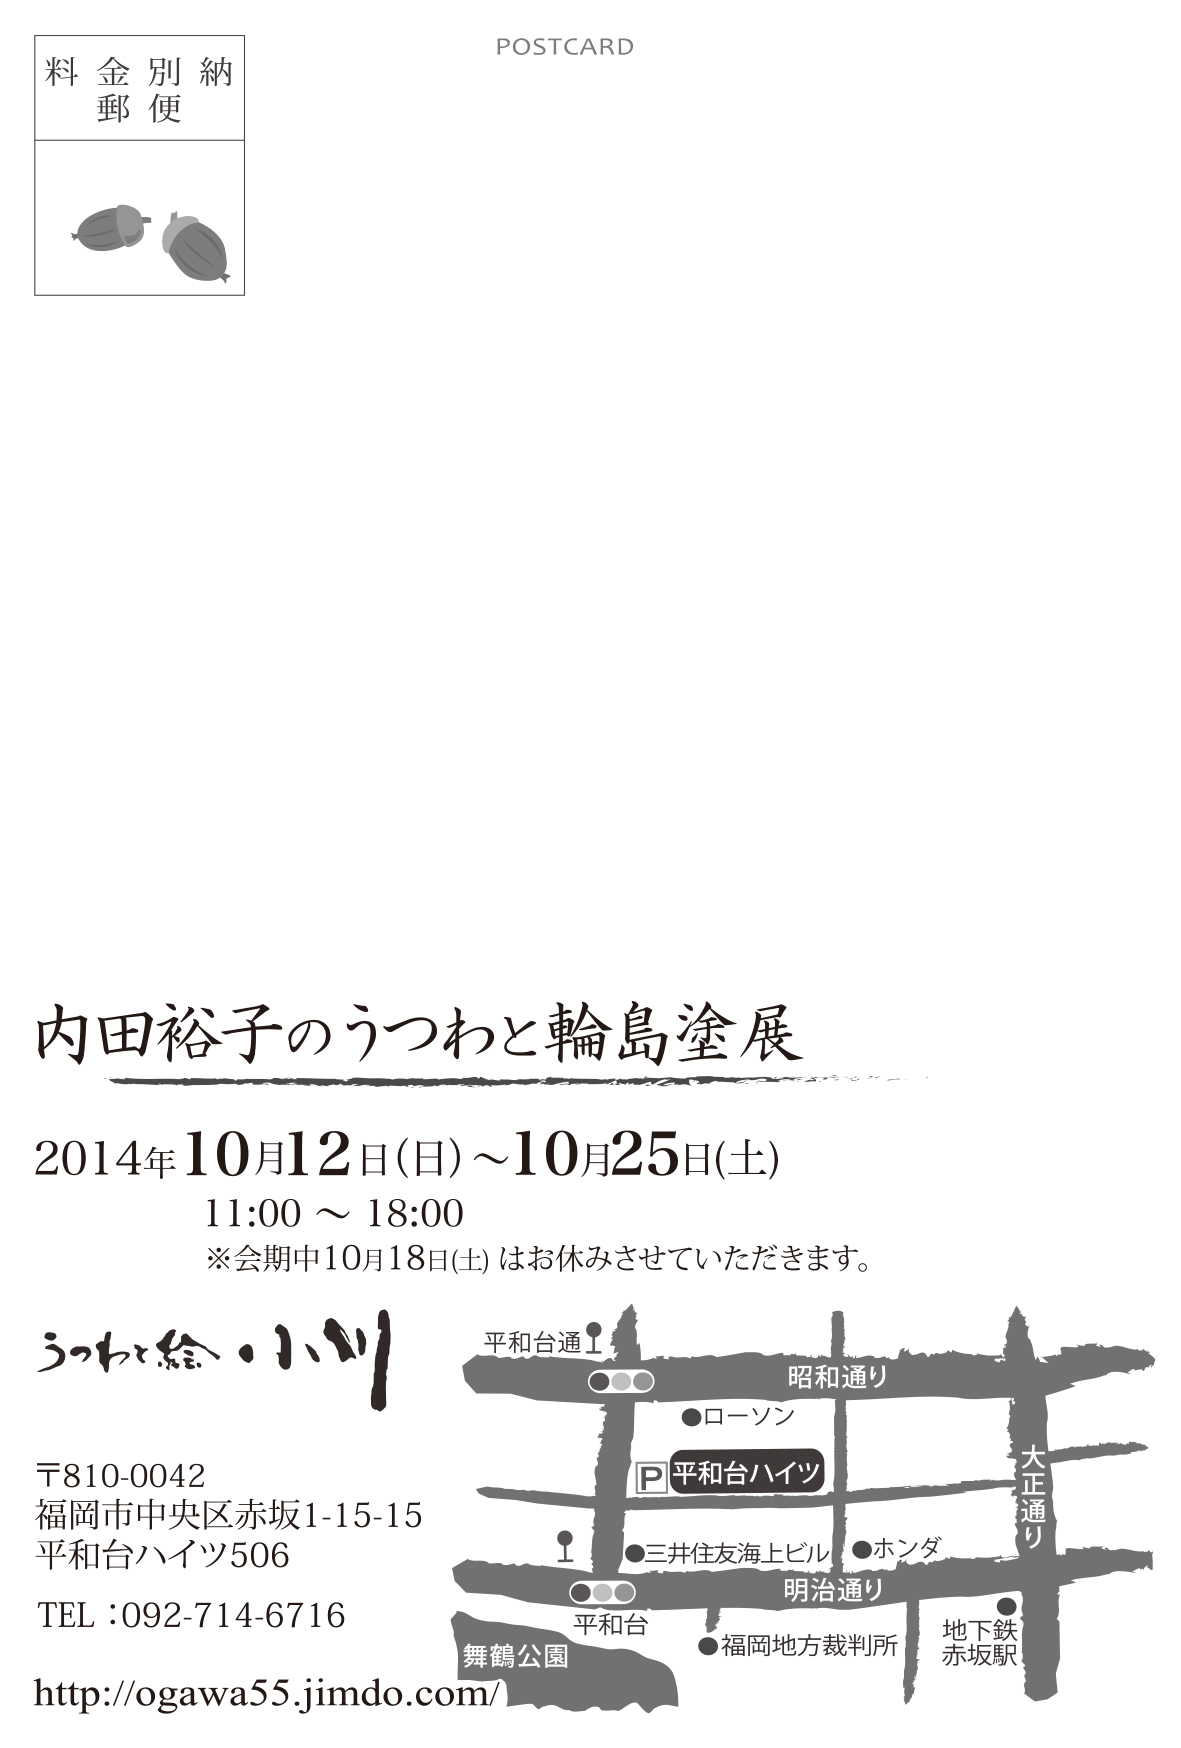 POSTCARD
料金別納
郵便
内田裕子のうつわと輪島塗展
2014年10月12日(日)～10月25日(土)
11:00 ～ 18:00
※会期中10月18日(土) はお休みさせていただきます。
うつわと絵・小川
〒810-0042
福岡市中央区赤坂1-15-15
平和台ハイツ506
TEL：092-714-6716
http://ogawa55.jimdo.com/
平和台通
昭和通り
●ローソン
P 平和台ハイツ
大正通り
●三井住友海上ビル
●ホンダ
明治通り
平和台
●福岡地方裁判所
地下鉄
赤坂駅
舞鶴公園